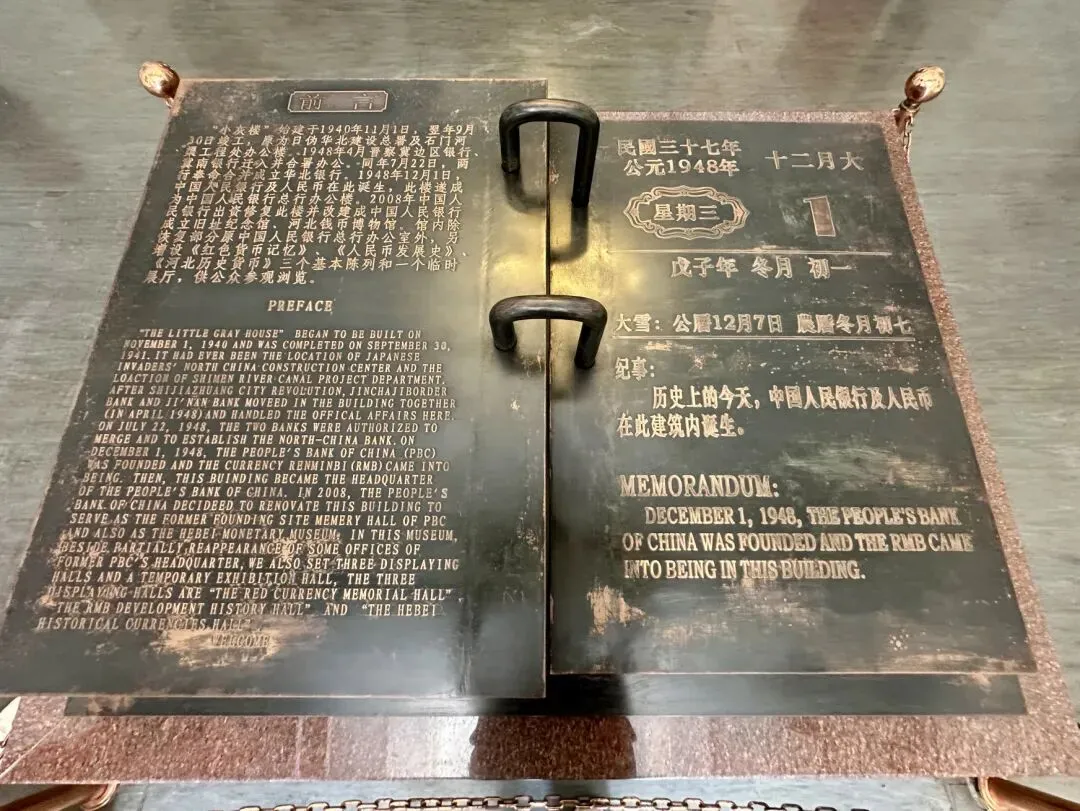 前言
"小灰楼"始建于1940年11月1日，翌年9月
30日竣工，原为日伪华北建设总署及石门河
渠工程处办公楼。1948年4月晋察冀边区银行、
冀南银行迁入并合署办公。同年7月22日，两
行奉命合并成立华北银行。1948年12月1日，
中国人民银行及人民币在此诞生，此楼遂成
为中国人民银行总行办公楼。2008年中国人
民银行出资修复此楼并改建成中国人民银行
成立旧址纪念馆、河北钱币博物馆。馆内除
恢复部分原中国人民银行总行办公室外，另
增设《红色货币记忆》、《人民币发展史》、
《河北历史货币》三个基本陈列和一个临时
展厅，供公众参观浏览。
PREFACE
"THE LITTLE GRAY HOUSE" BEGAN TO BE BUILT ON
NOVEMBER 1, 1940 AND WAS COMPLETED ON SEPTEMBER 30,
1941. IT HAD EVER BEEN THE LOCATION OF JAPANESE
INVADERS' NORTH CHINA CONSTRUCTION CENTER AND THE
LOACTION OF SHIMEN RIVER CANAL PROJECT DEPARTMENT.
AFTER SHIJIAZHUANG CITY REVOLUTION, JINCHAJI BORDER
BANK AND JI'NAN BANK MOVED IN THE BUILDING TOGETHER
(IN APRIL 1948) AND HANDLED THE OFFICAL AFFAIRS HERE.
ON JULY 22, 1948, THE TWO BANKS WERE AUTHORIZED TO
MERGE AND TO ESTABLISH THE NORTH-CHINA BANK. ON
DECEMBER 1, 1948, THE PEOPLE'S BANK OF CHINA (PBC)
WAS FOUNDED AND THE CURRENCY RENMINBI (RMB) CAME INTO
BEING. THEN, THIS BUINDING BECAME THE HEADQUARTER
OF THE PEOPLE'S BANK OF CHINA. IN 2008, THE PEOPLE'S
BANK OF CHINA DECIDEED TO RENOVATE THIS BUILDING TO
SERVE AS THE FORMER FOUNDING SITE MEMERY HALL OF PBC
AND ALSO AS THE HEBEI MONETARY MUSEUM. IN THIS MUSEUM,
BESIDE PARTIALLY REAPPEARANCE OF SOME OFFICES OF
FORMER PBC'S HEADQUARTER, WE ALSO SET THREE DISPLAYING
HALLS AND A TEMPORARY EXHIBITION HALL, THE THREE
DISPLAYING HALLS ARE "THE RED CURRENCY MEMORIAL HALL"
"THE RMB DEVELOPMENT HISTORY HALL" AND "THE HEBEI
HISTORICAL CURRENCIES HALL"
WELCOME
民國三十七年
公元1948年
十二月大
星期三
1
戊子年 冬月 初一
大雪：公曆12月7日 農曆冬月初七
纪事：
历史上的今天，中国人民银行及人民币
在此建筑内诞生。
MEMORANDUM:
DECEMBER 1, 1948, THE PEOPLE'S BANK
OF CHINA WAS FOUNDED AND THE RMB CAME
INTO BEING IN THIS BUILDING.